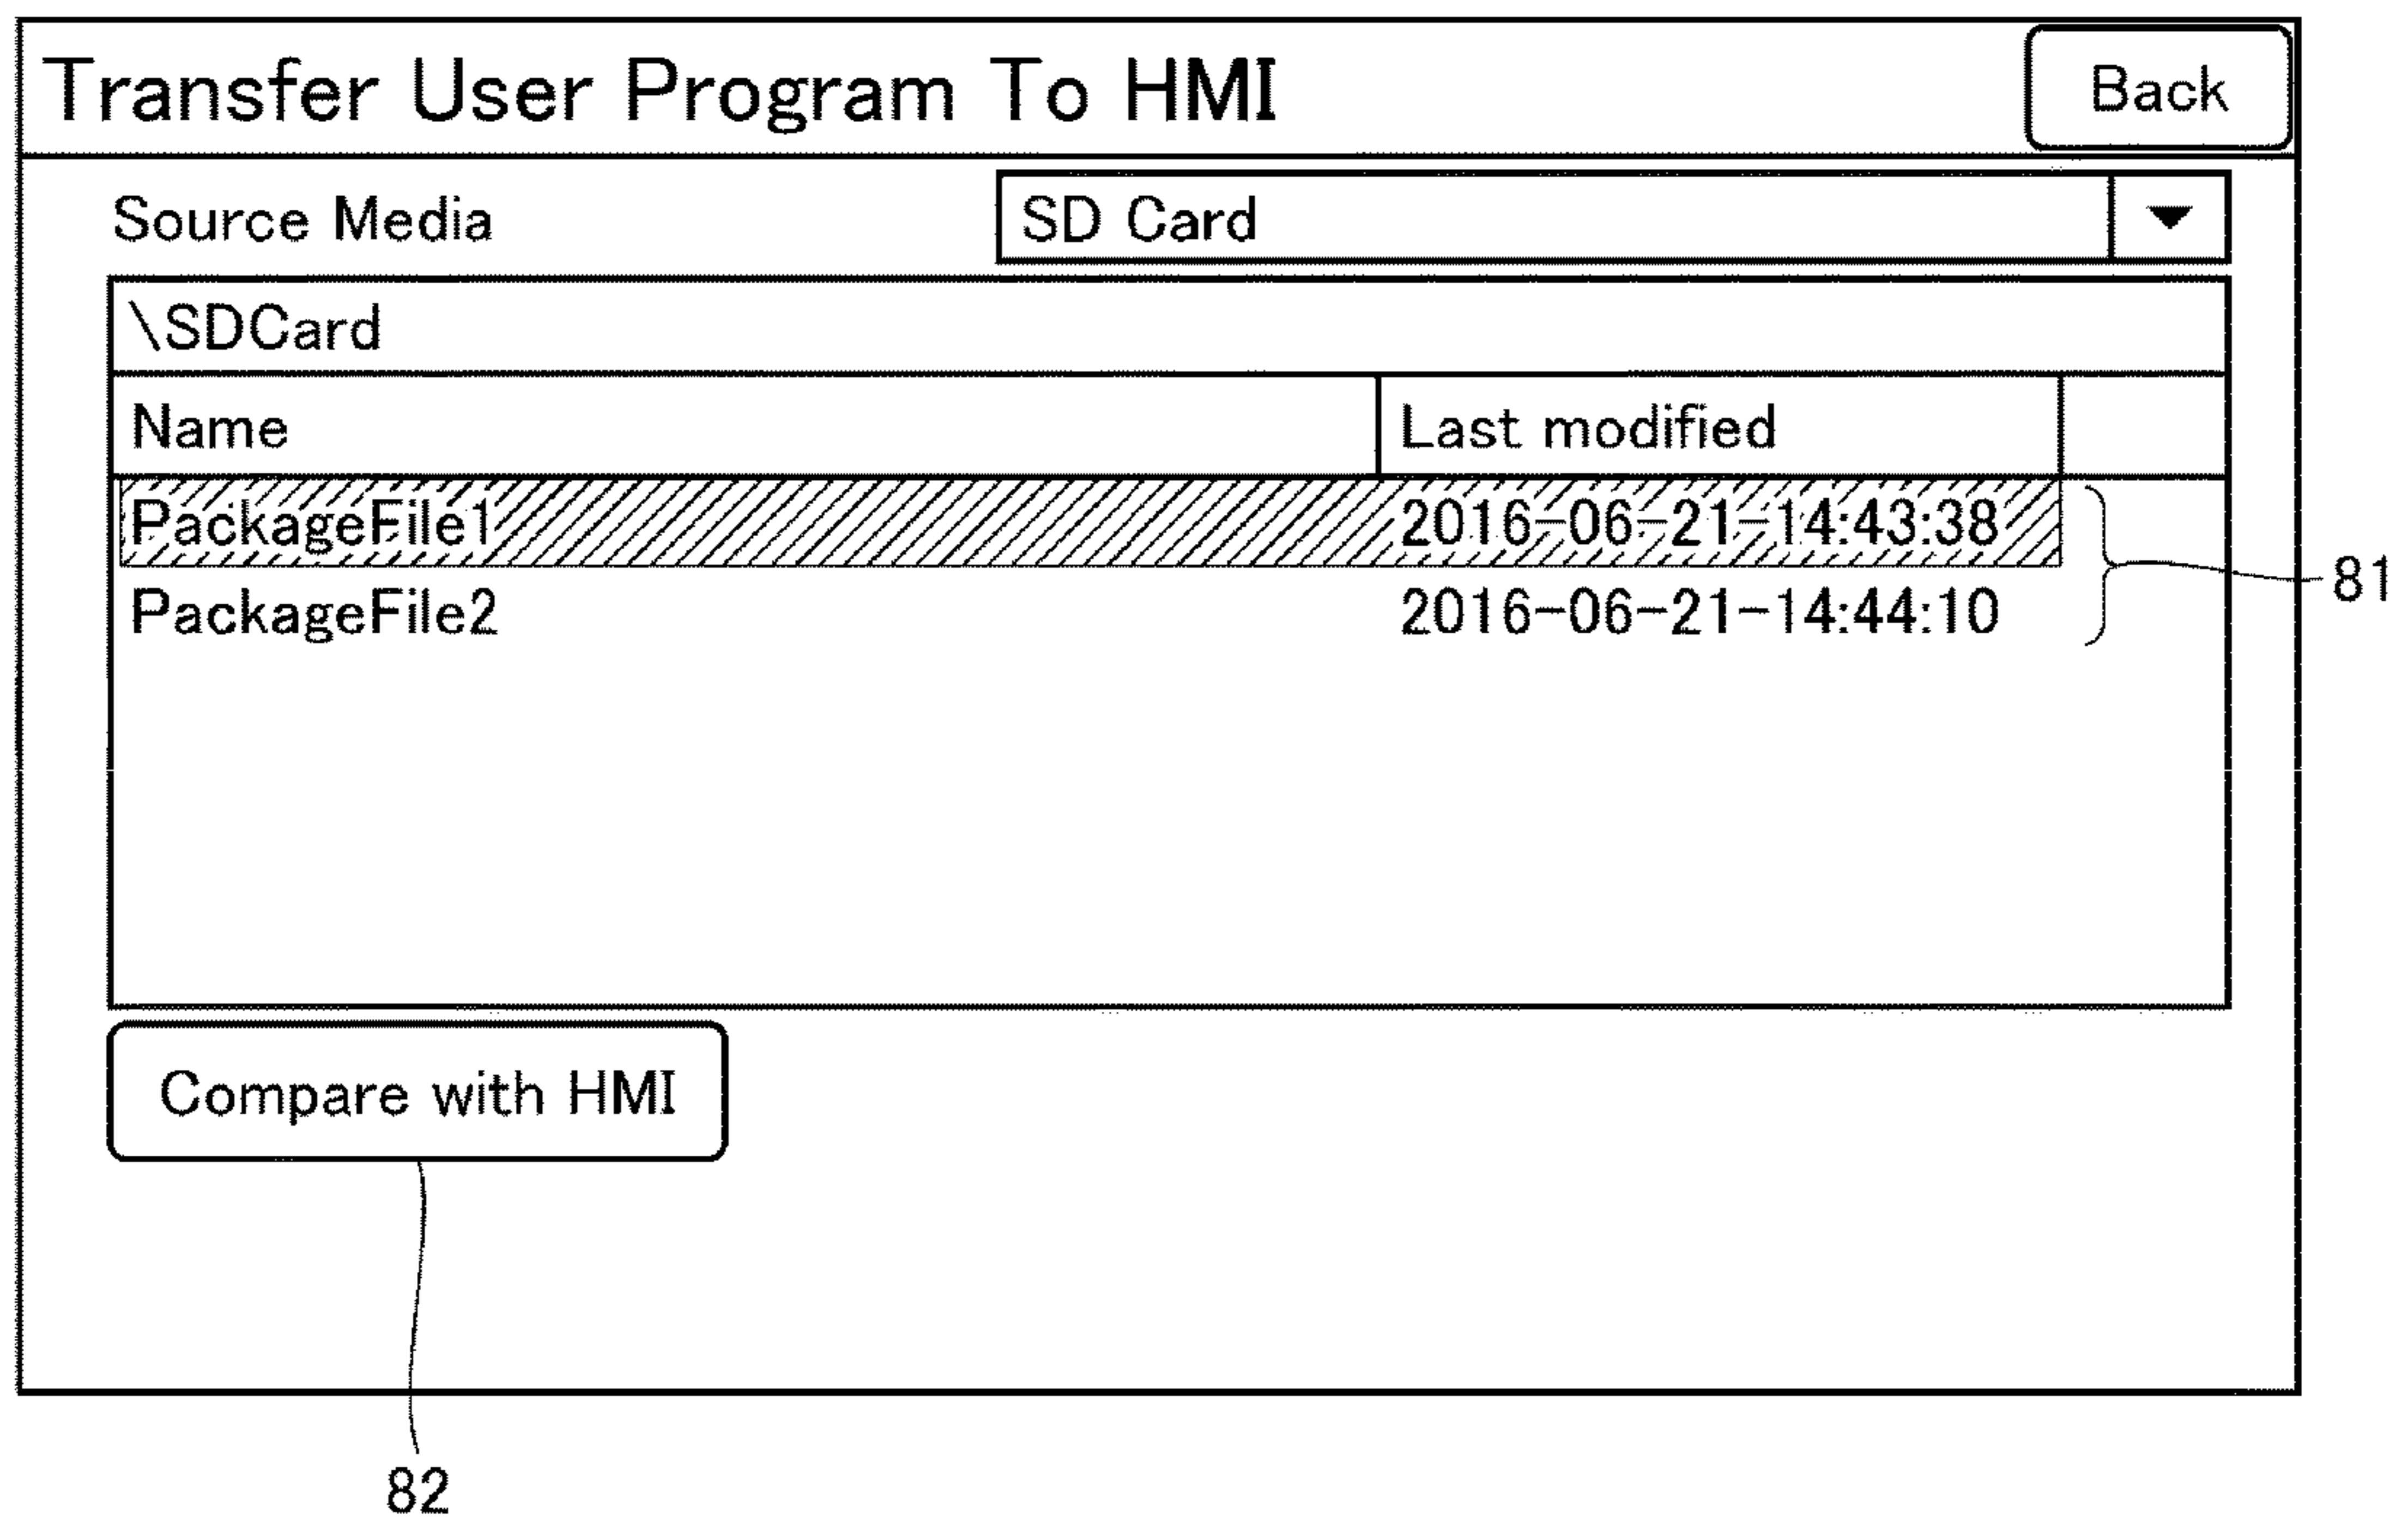 Transfer User Program To HMI Back
Source Media SD Card
\SDCard
Name Last modified
PackageFile1 2016-06-21-14:43:38
81
PackageFile2 2016-06-21-14:44:10
Compare with HMI
82